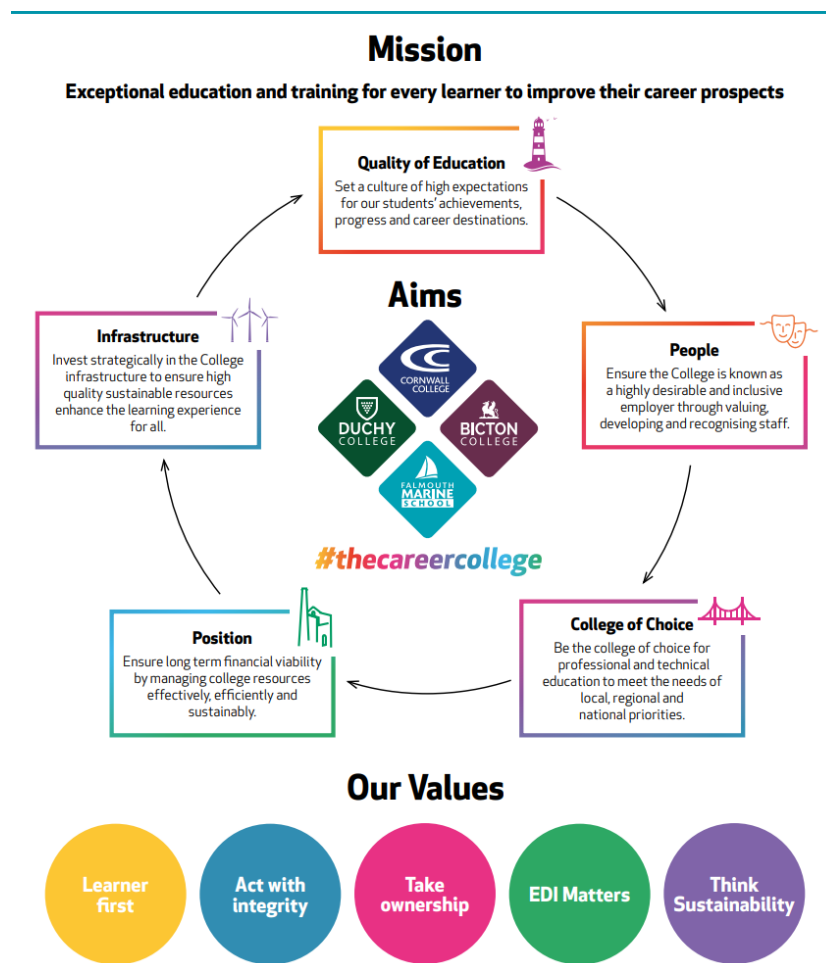 Mission
Exceptional education and training for every learner to improve their career prospects
Quality of Education
Set a culture of high expectations
for our students' achievements,
progress and career destinations.
Aims
Infrastructure
Invest strategically in the College
infrastructure to ensure high
quality sustainable resources
enhance the learning experience
for all.
People
Ensure the College is known as
a highly desirable and inclusive
employer through valuing,
developing and recognising staff.
CORNWALL
COLLEGE
DUCHY
COLLEGE
BICTON
COLLEGE
FALMOUTH
MARINE
SCHOOL
#thecareercollege
Position
Ensure long term financial viability
by managing college resources
effectively, efficiently and
sustainably.
College of Choice
Be the college of choice for
professional and technical
education to meet the needs of
local, regional and
national priorities.
Our Values
Learner
first
Act with
integrity
Take
ownership
EDI Matters
Think
Sustainability